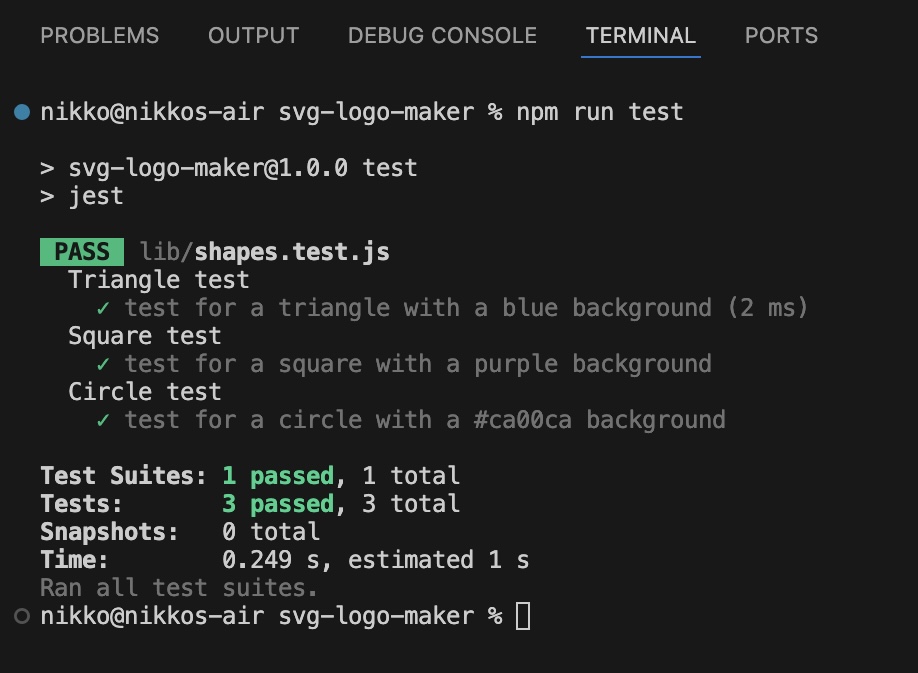 PROBLEMS OUTPUT DEBUG CONSOLE TERMINAL PORTS
nikko@nikkos-air svg-logo-maker % npm run test
> svg-logo-maker@1.0.0 test
> jest
PASS lib/shapes.test.js
Triangle test
✓ test for a triangle with a blue background (2 ms)
Square test
✓ test for a square with a purple background
Circle test
✓ test for a circle with a #ca00ca background
Test Suites: 1 passed, 1 total
Tests: 3 passed, 3 total
Snapshots: 0 total
Time: 0.249 s, estimated 1 s
Ran all test suites.
nikko@nikkos-air svg-logo-maker %